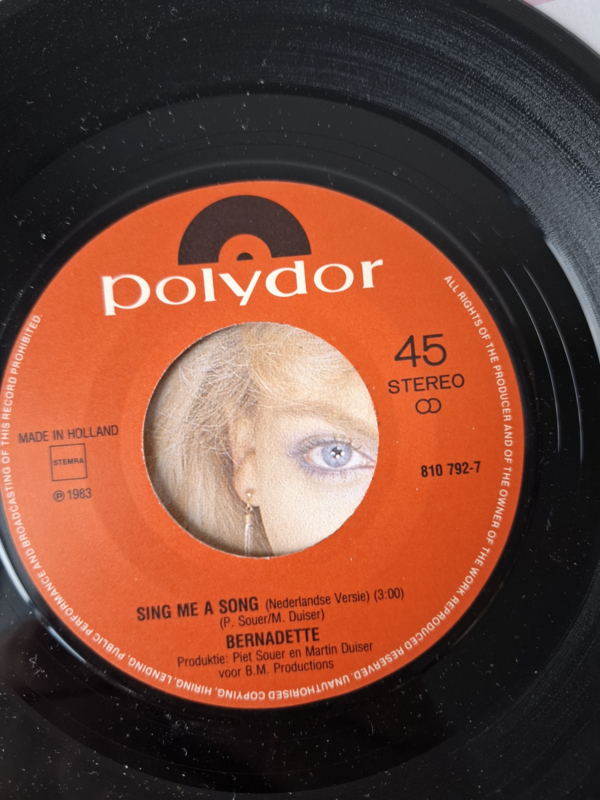 polydor
45
STEREO
MADE IN HOLLAND
STEMRA
℗ 1983
810 792-7
SING ME A SONG (Nederlandse Versie) (3:00)
(P. Souer/M. Duiser)
BERNADETTE
Produktie: Piet Souer en Martin Duiser
voor B.M. Productions
ALL RIGHTS OF THE PRODUCER AND OF THE OWNER OF THE WORK REPRODUCED RESERVED. UNAUTHORISED COPYING, HIRING, LENDING, PUBLIC PERFORMANCE AND BROADCASTING OF THIS RECORD PROHIBITED.